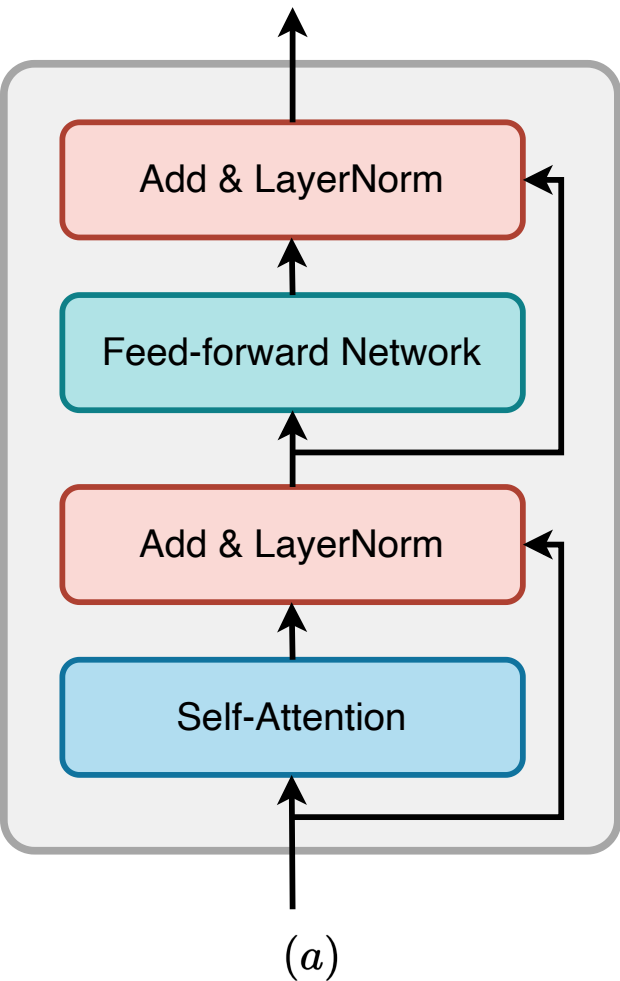 Add & LayerNorm
Feed-forward Network
Add & LayerNorm
Self-Attention
(a)